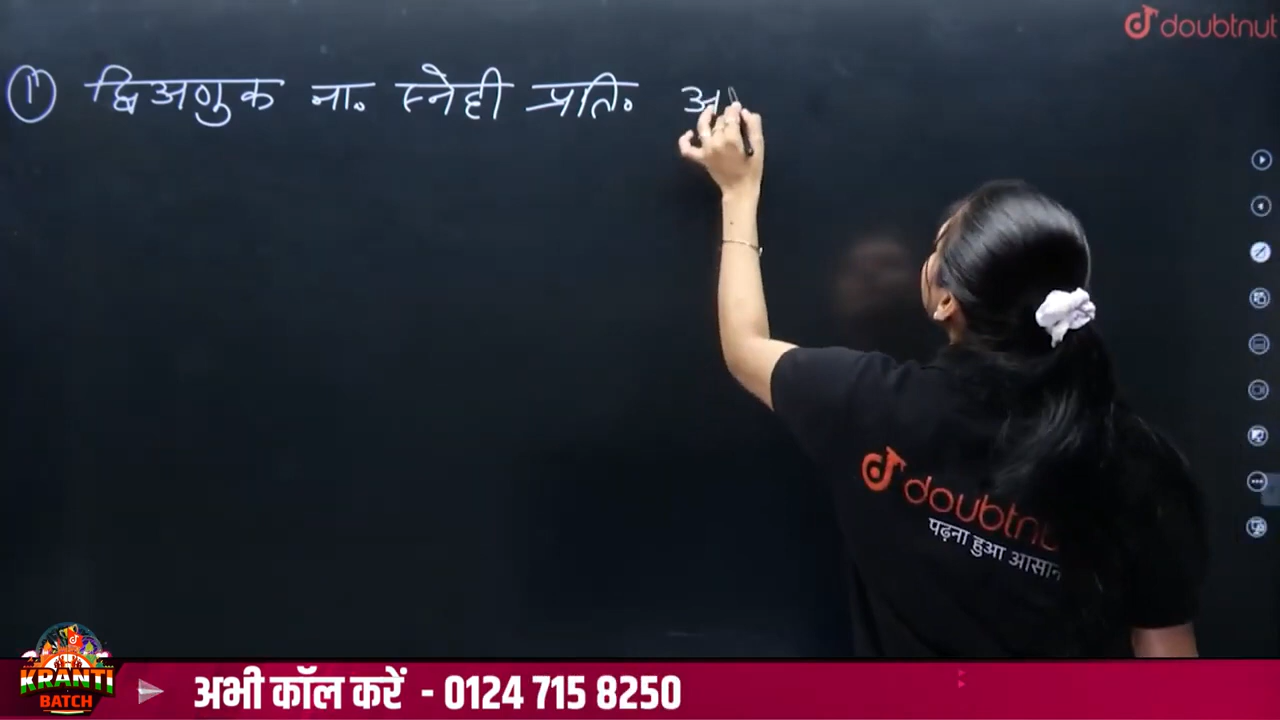 doubtnut
① द्विअणुक ना. स्नेही प्रति. अ
doubtnut
पढ़ना हुआ आसान
KRANTI
BATCH
अभी कॉल करें - 0124 715 8250